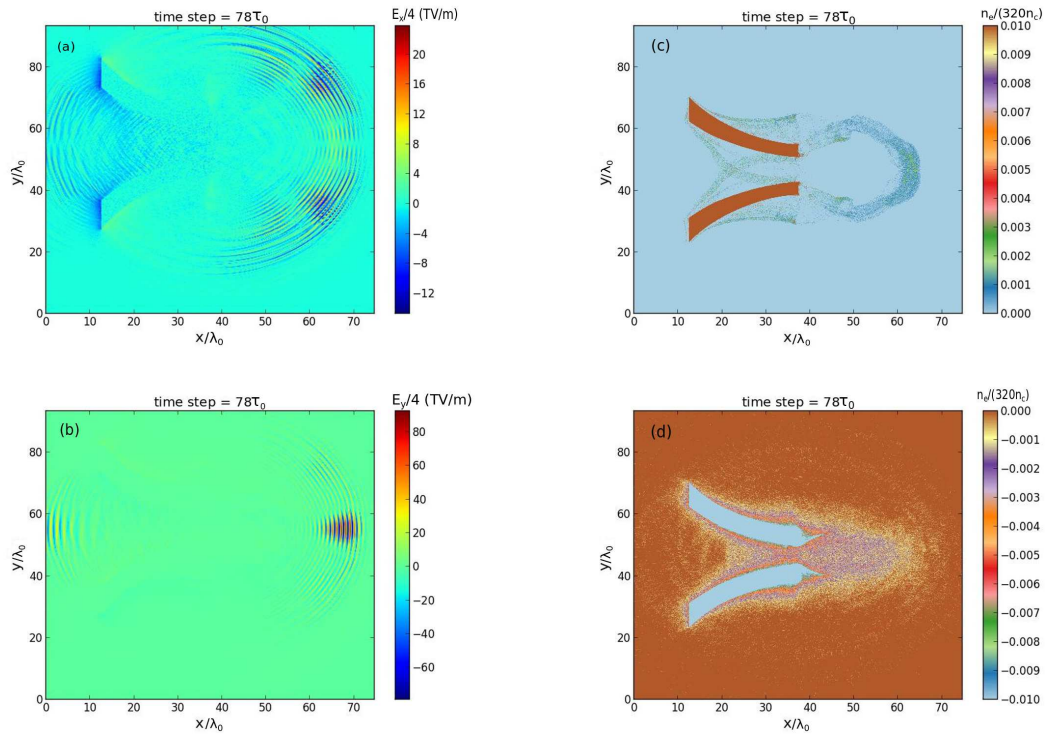 time step = 78τ₀
Eₓ/4 (TV/m)
(a)
y/λ₀
80
60
40
20
0
0 10 20 30 40 50 60 70
x/λ₀
20
16
12
8
4
0
−4
−8
−12
time step = 78τ₀
nₑ/(320n_c)
(c)
y/λ₀
80
60
40
20
0
0 10 20 30 40 50 60 70
x/λ₀
0.010
0.009
0.008
0.007
0.006
0.005
0.004
0.003
0.002
0.001
0.000
time step = 78τ₀
E_y/4 (TV/m)
(b)
y/λ₀
80
60
40
20
0
0 10 20 30 40 50 60 70
x/λ₀
80
60
40
20
0
−20
−40
−60
time step = 78τ₀
nₑ/(320n_c)
(d)
y/λ₀
80
60
40
20
0
0 10 20 30 40 50 60 70
x/λ₀
0.000
−0.001
−0.002
−0.003
−0.004
−0.005
−0.006
−0.007
−0.008
−0.009
−0.010